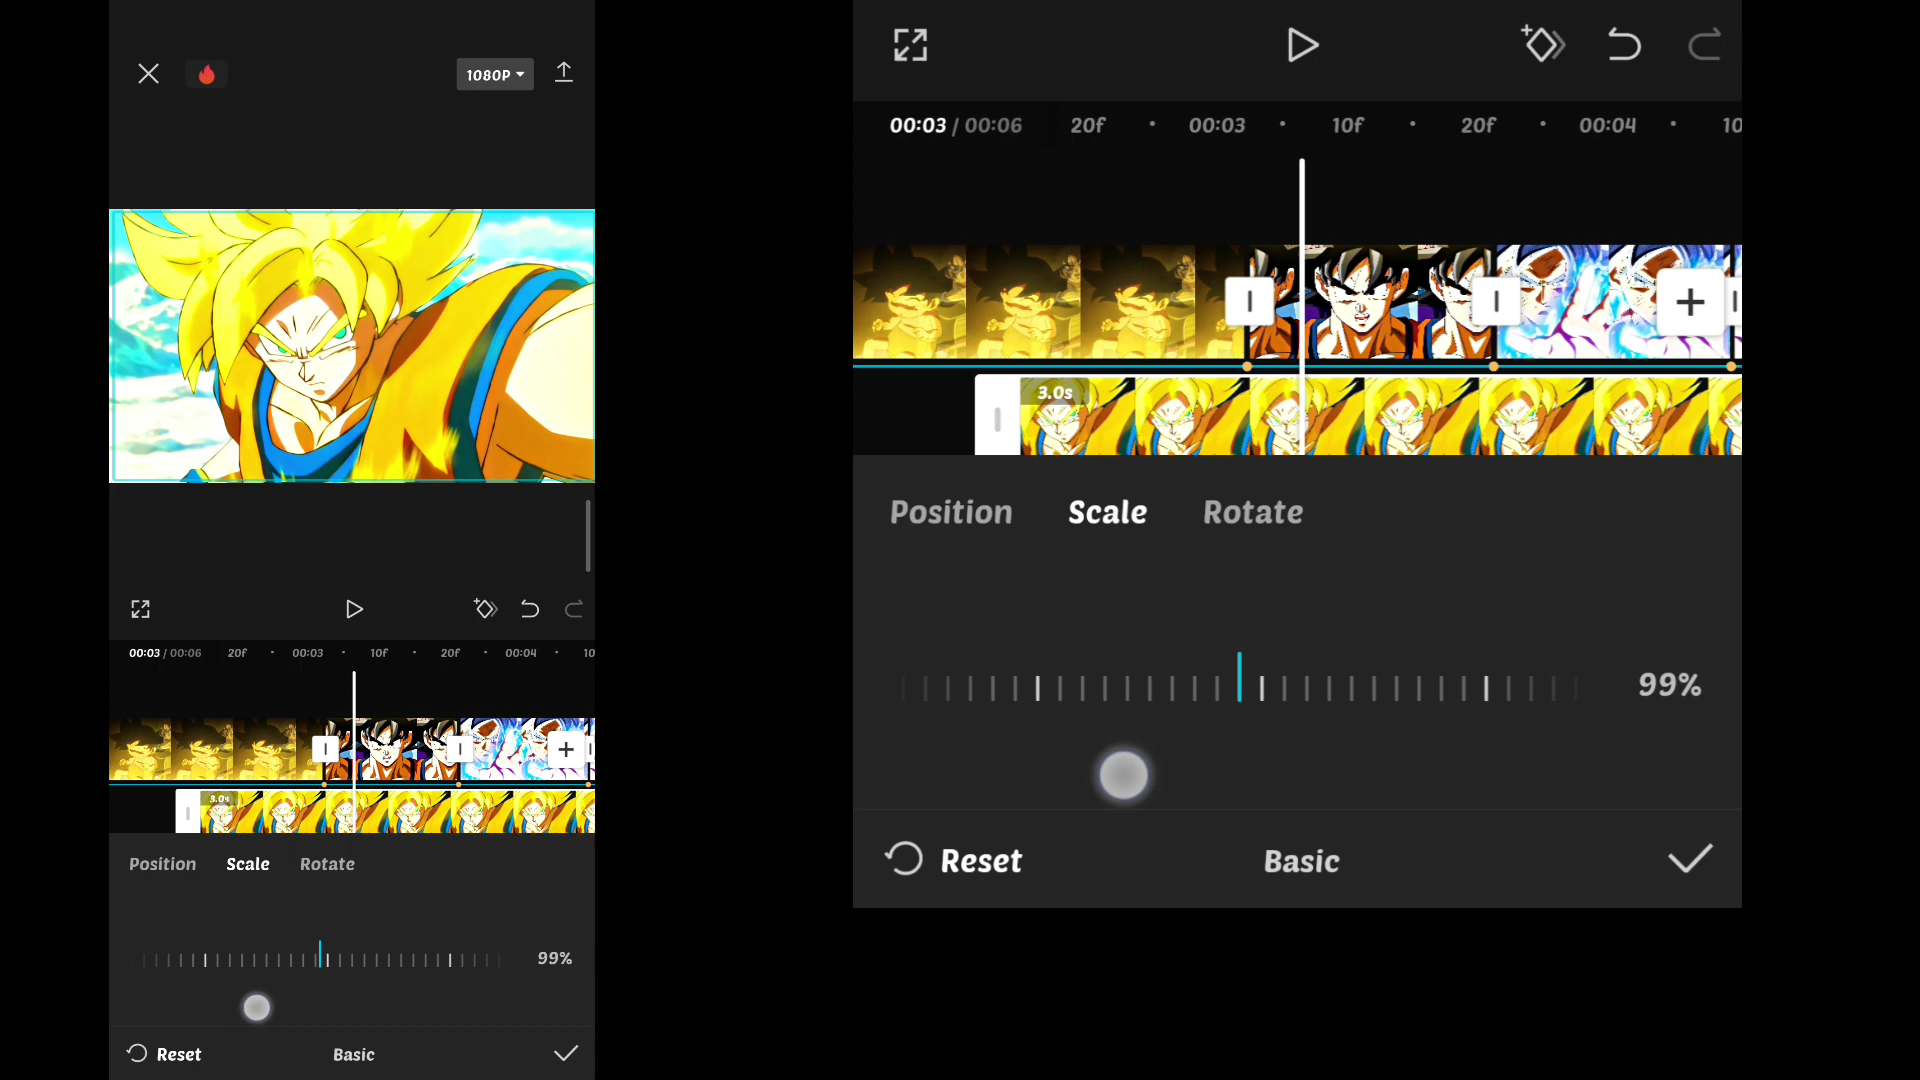 1080P
00:03 / 00:06 20f 00:03 10f 20f 00:04 10
3.0s
Position Scale Rotate
99%
Reset Basic
00:03 / 00:06 20f 00:03 10f 20f 00:04 10
3.0s
Position Scale Rotate
99%
Reset Basic